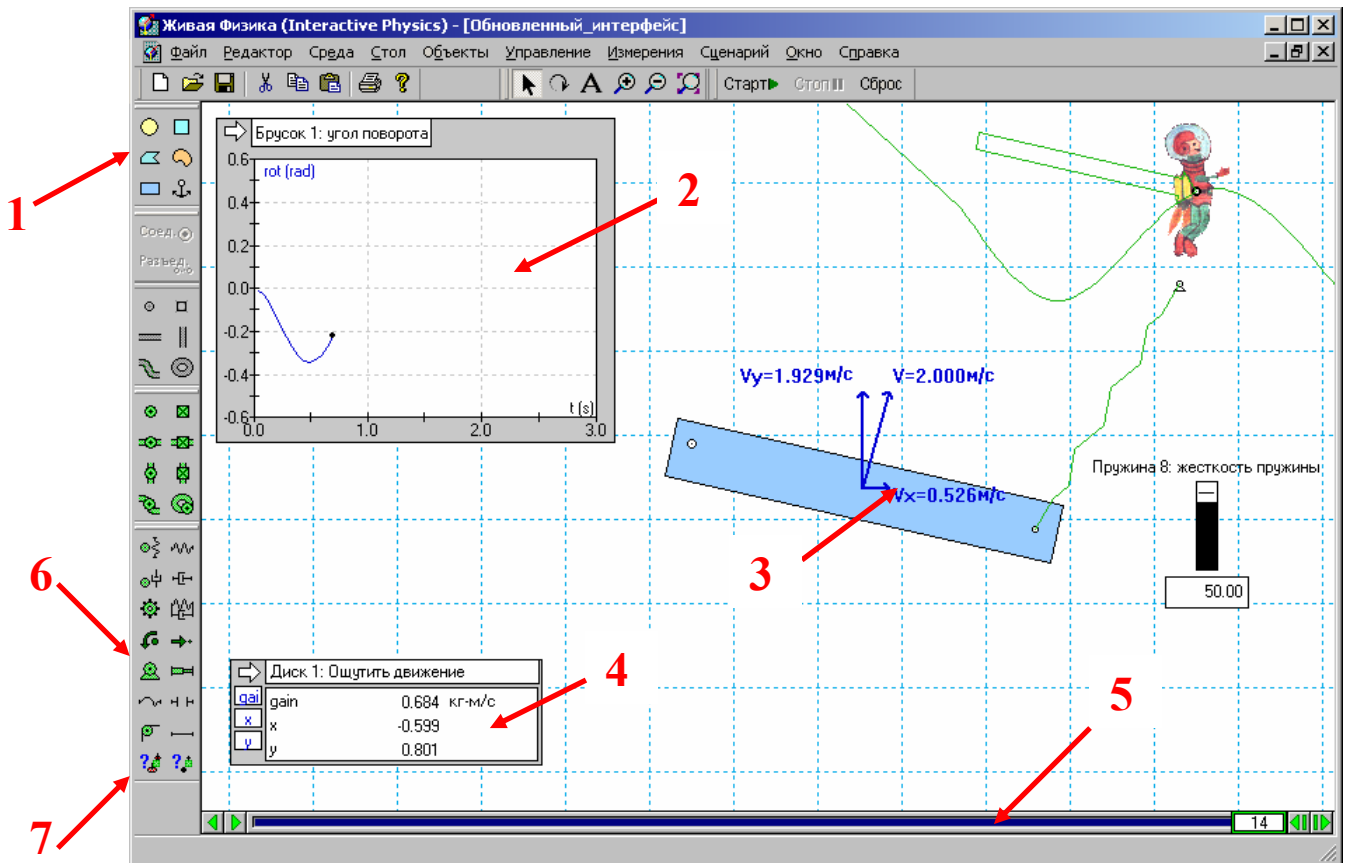 Живая Физика (Interactive Physics) - [Обновленный_интерфейс]
Файл Редактор Среда Стол Объекты Управление Измерения Сценарий Окно Справка
A Старт Стоп Сброс
Соед.
Разъед.
Брусок 1: угол поворота
rot (rad)
0.6
0.4
0.2
0.0
-0.2
-0.4
-0.6
t (s)
0.0 1.0 2.0 3.0
1
2
Vy=1.929м/с V=2.000м/с
Vx=0.526м/с
3
Пружина 8: жесткость пружины
50.00
6
Диск 1: Ощутить движение
gai gain 0.684 кг-м/с
x x -0.599
y y 0.801
4
5
? ?
7
14